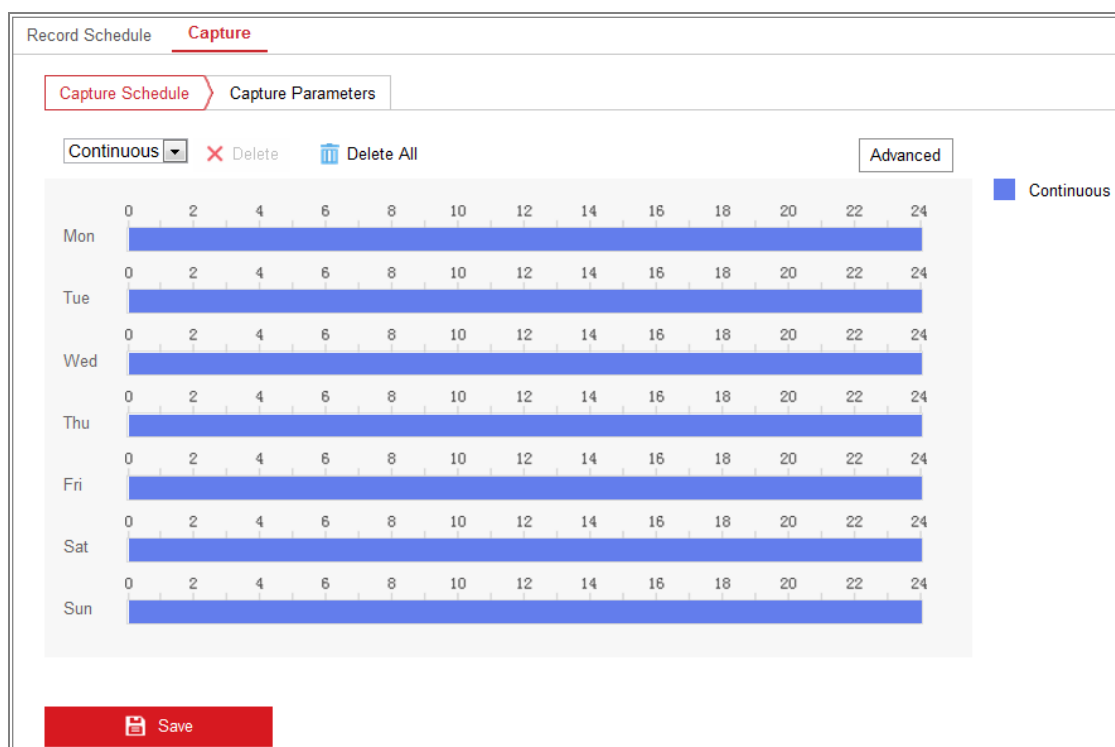 Record Schedule Capture
Capture Schedule Capture Parameters
Continuous Delete Delete All Advanced
Continuous
0 2 4 6 8 10 12 14 16 18 20 22 24
Mon
0 2 4 6 8 10 12 14 16 18 20 22 24
Tue
0 2 4 6 8 10 12 14 16 18 20 22 24
Wed
0 2 4 6 8 10 12 14 16 18 20 22 24
Thu
0 2 4 6 8 10 12 14 16 18 20 22 24
Fri
0 2 4 6 8 10 12 14 16 18 20 22 24
Sat
0 2 4 6 8 10 12 14 16 18 20 22 24
Sun
Save